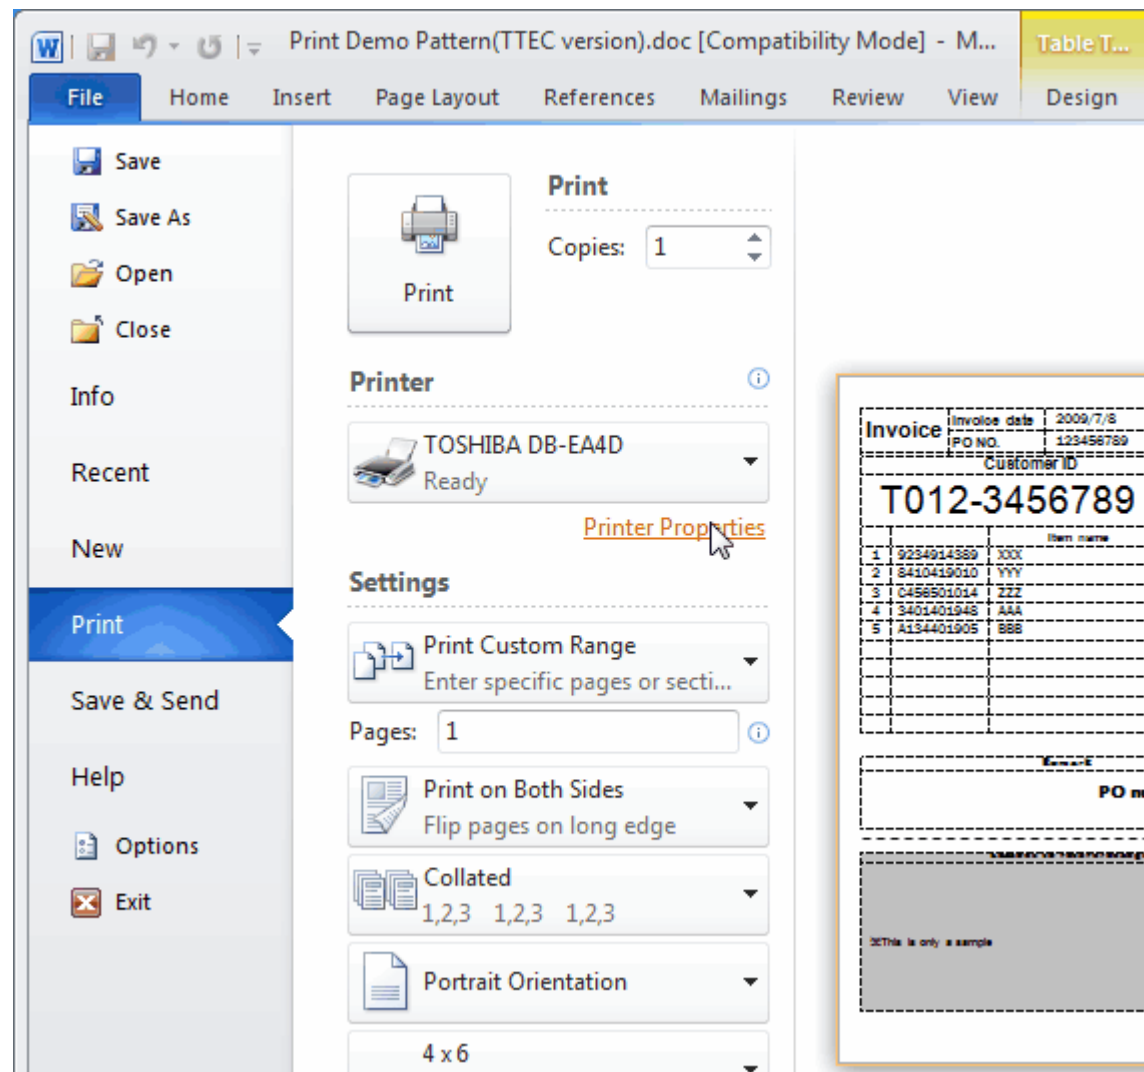 Print Demo Pattern(TTEC version).doc [Compatibility Mode] - M...
Table T...
File Home Insert Page Layout References Mailings Review View Design
Save
Save As
Open
Close
Info
Recent
New
Print
Save & Send
Help
Options
Exit
Print
Print
Copies: 1
Printer
TOSHIBA DB-EA4D
Ready
Printer Properties
Settings
Print Custom Range
Enter specific pages or secti...
Pages: 1
Print on Both Sides
Flip pages on long edge
Collated
1,2,3 1,2,3 1,2,3
Portrait Orientation
4 x 6
Invoice
Invoice date 2009/7/8
PO NO. 123456789
Customer ID
T012-3456789
Item name
1 9234914389 XXX
2 8410419010 YYY
3 C456501014 ZZZ
4 3401401948 AAA
5 A134401905 BBB
Remark
PO
※This is only a sample